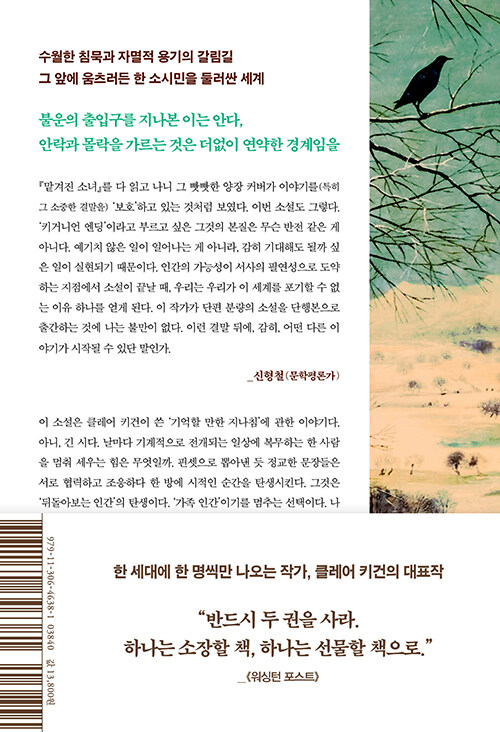 수월한 침묵과 자멸적 용기의 갈림길
그 앞에 움츠러든 한 소시민을 둘러싼 세계
불운의 출입구를 지나본 이는 안다,
안락과 몰락을 가르는 것은 더없이 연약한 경계임을
『맡겨진 소녀』를 다 읽고 나니 그 빳빳한 양장 커버가 이야기를(특히
그 소중한 결말을) ‘보호’하고 있는 것처럼 보였다. 이번 소설도 그렇다.
‘키거니언 엔딩’이라고 부르고 싶은 그것의 본질은 무슨 반전 같은 게
아니다. 예기치 않은 일이 일어나는 게 아니라, 감히 기대해도 될까 싶
은 일이 실현되기 때문이다. 인간의 가능성이 서사의 필연성으로 도약
하는 지점에서 소설이 끝날 때, 우리는 우리가 이 세계를 포기할 수 없
는 이유 하나를 얻게 된다. 이 작가가 단편 분량의 소설을 단행본으로
출간하는 것에 나는 불만이 없다. 이런 결말 뒤에, 감히, 어떤 다른 이
야기가 시작될 수 있단 말인가.
_신형철(문학평론가)
이 소설은 클레어 키건이 쓴 ‘기억할 만한 지나침’에 관한 이야기다.
아니, 긴 시다. 날마다 기계적으로 전개되는 일상에 복무하는 한 사람
을 멈춰 세우는 힘은 무엇일까. 핀셋으로 뽑아낸 듯 정교한 문장들은
서로 협력하고 조응하다 한 방에 시적인 순간을 탄생시킨다. 그것은
‘뒤돌아보는 인간’의 탄생이다. ‘가족 인간’이기를 멈추는 선택이다. 나
한 세대에 한 명씩만 나오는 작가, 클레어 키건의 대표작
“반드시 두 권을 사라.
하나는 소장할 책, 하나는 선물할 책으로.”
_《워싱턴 포스트》
979-11-306-4638-1 03840 값 13,800원